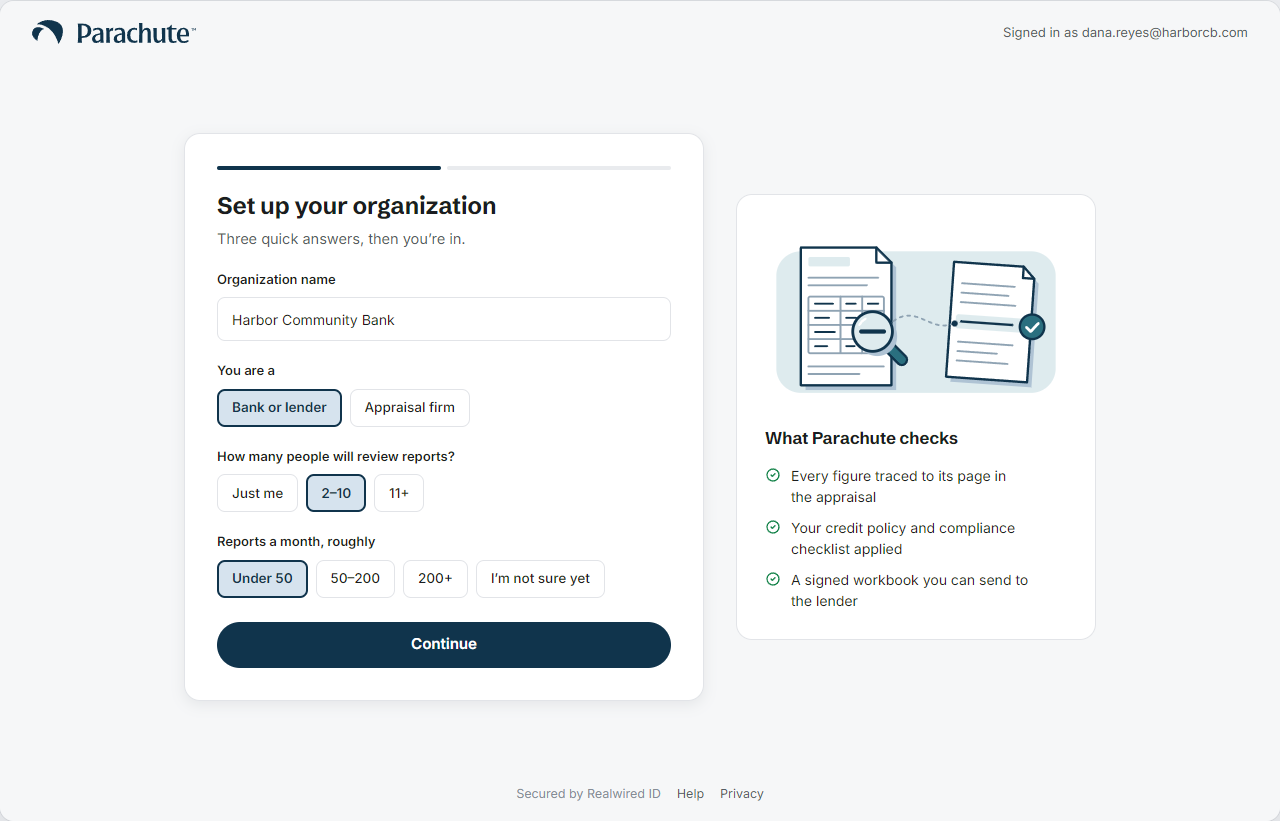 Parachute™
Signed in as dana.reyes@harborcb.com
Set up your organization
Three quick answers, then you’re in.
Organization name
Harbor Community Bank
You are a
Bank or lender
Appraisal firm
How many people will review reports?
Just me
2–10
11+
Reports a month, roughly
Under 50
50–200
200+
I’m not sure yet
Continue
What Parachute checks
Every figure traced to its page in
the appraisal
Your credit policy and compliance
checklist applied
A signed workbook you can send to
the lender
Secured by Realwired ID
Help
Privacy